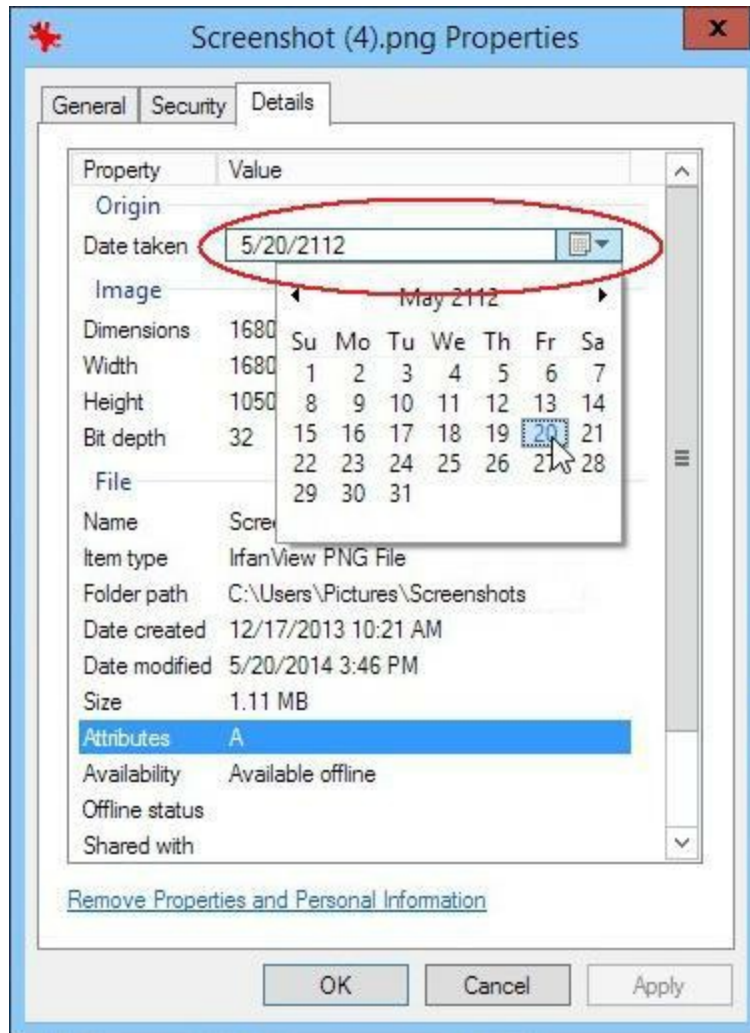 Screenshot (4).png Properties
x
General Security Details
Property Value
Origin
Date taken 5/20/2112
Image
May 2112
Dimensions 1680
Su Mo Tu We Th Fr Sa
Width 1680
1 2 3 4 5 6 7
Height 1050
8 9 10 11 12 13 14
Bit depth 32
15 16 17 18 19 20 21
22 23 24 25 26 27 28
File
29 30 31
Name
Item type IrfanView PNG File
Folder path C:\Users\Pictures\Screenshots
Date created 12/17/2013 10:21 AM
Date modified 5/20/2014 3:46 PM
Size 1.11 MB
Attributes A
Availability Available offline
Offline status
Shared with
Remove Properties and Personal Information
OK Cancel Apply